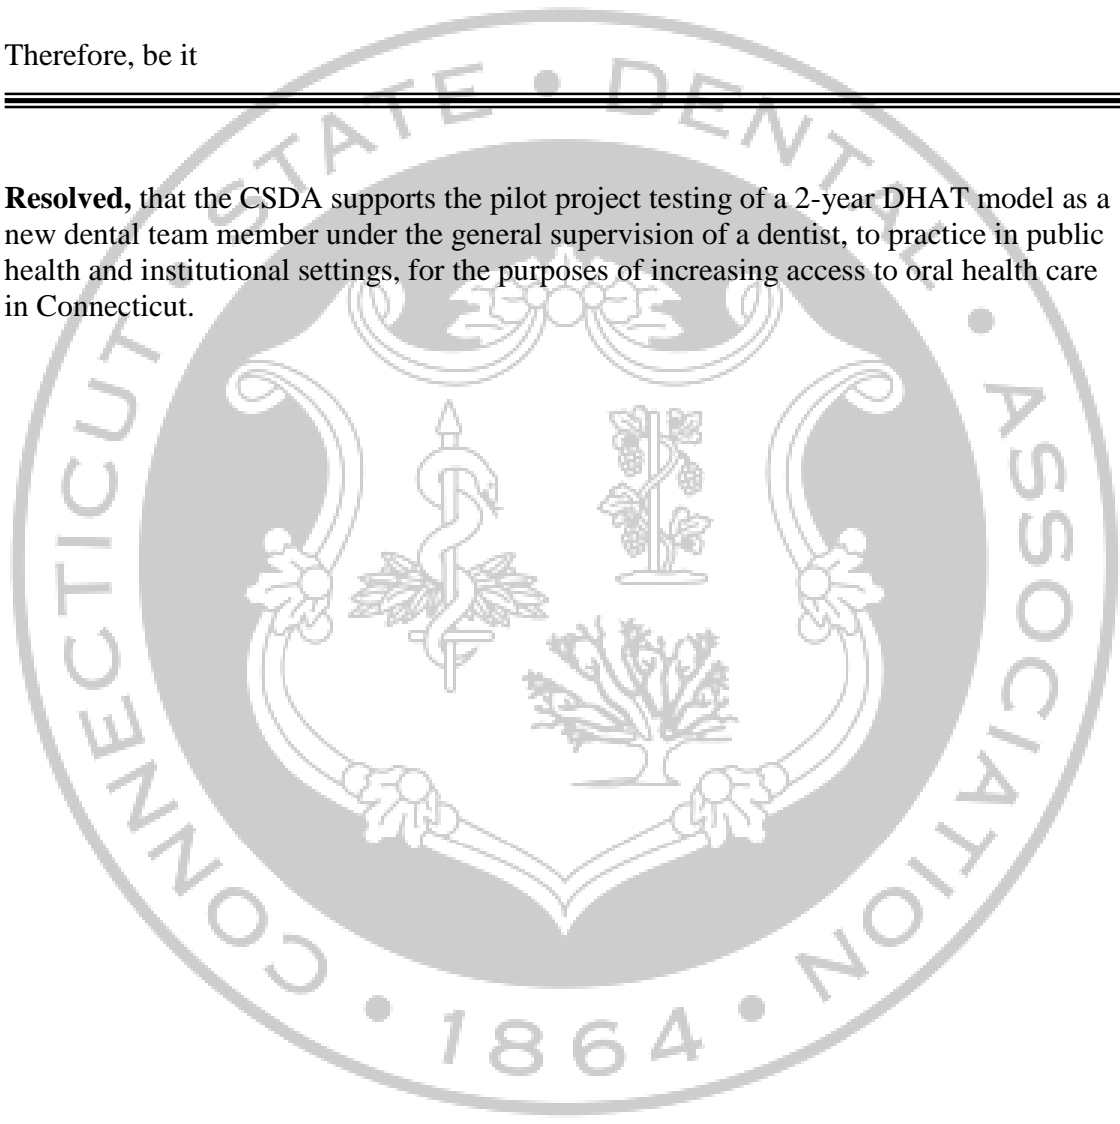 Therefore, be it
Resolved, that the CSDA supports the pilot project testing of a 2-year DHAT model as a
new dental team member under the general supervision of a dentist, to practice in public
health and institutional settings, for the purposes of increasing access to oral health care
in Connecticut.
CONNECTICUT • STATE • DENTAL • ASSOCIATION
• 1864 •